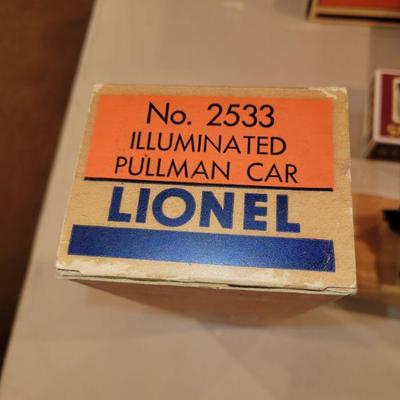 No. 2533
ILLUMINATED
PULLMAN CAR
LIONEL